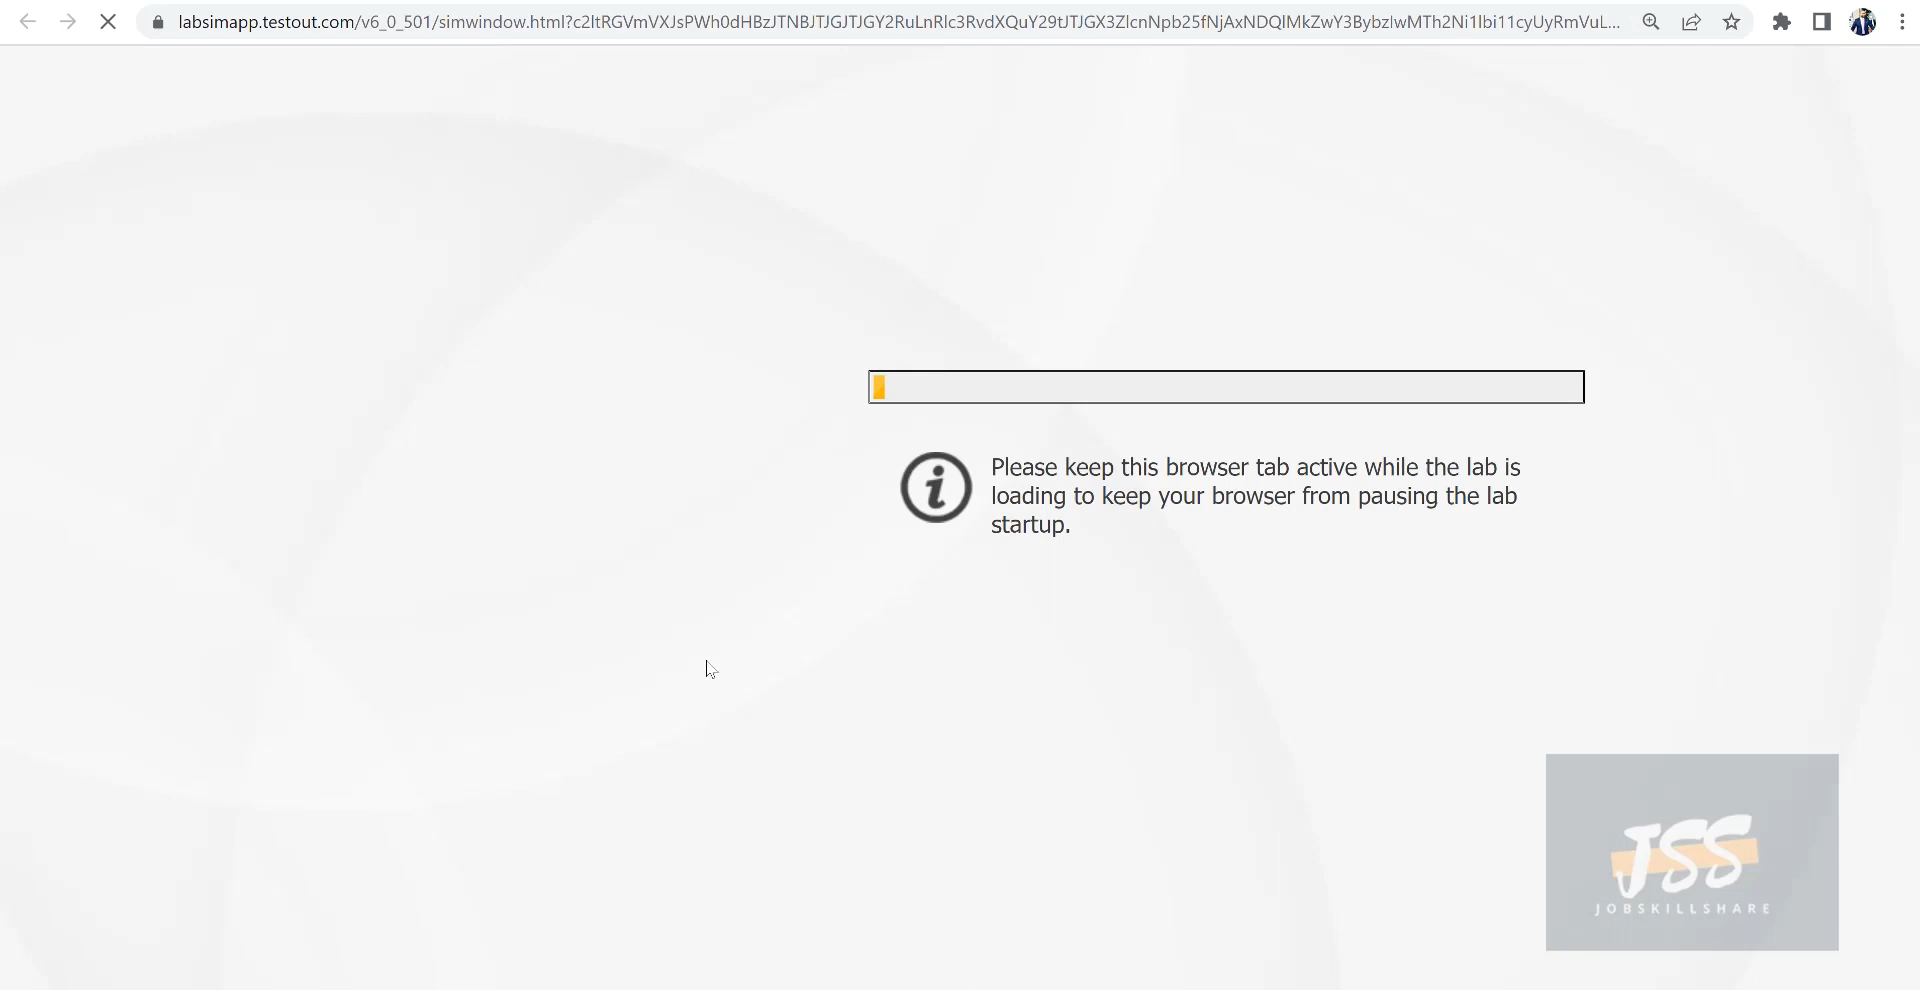 labsimapp.testout.com/v6_0_501/simwindow.html?c2ltRGVmVXJsPWh0dHBzJTNBJTJGJTJGY2RuLnRlc3RvdXQuY29tJTJGX3ZlcnNpb25fNjAxNDQlMkZwY3BybzIwMTh2Ni1lbi11cyUyRmVuL...
Please keep this browser tab active while the lab is
loading to keep your browser from pausing the lab
startup.
JSS
JOBSKILLSHARE